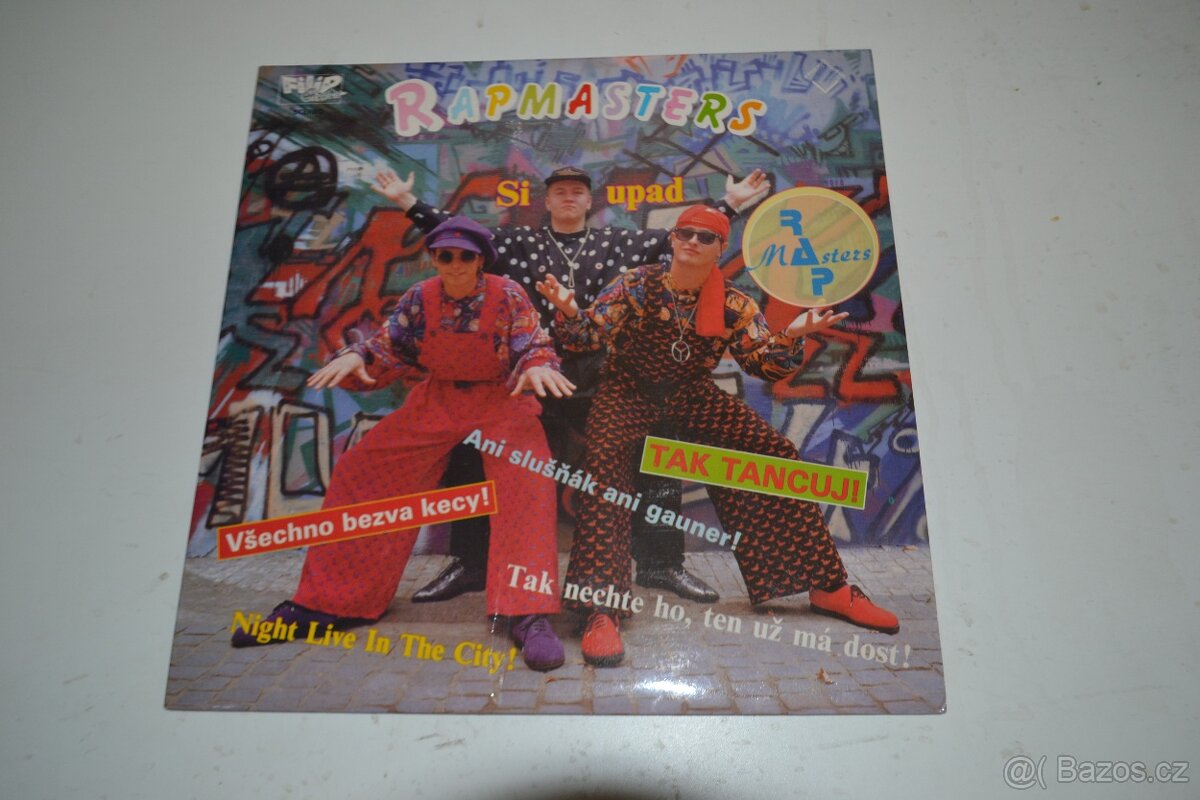 FiLiP
RAPMASTERS
Si upad
RAP
Masters
Ani slušňák ani gauner!
TAK TANCUJ!
Všechno bezva kecy!
Tak nechte ho, ten už má dost!
Night Live In The City!
@( Bazos.cz